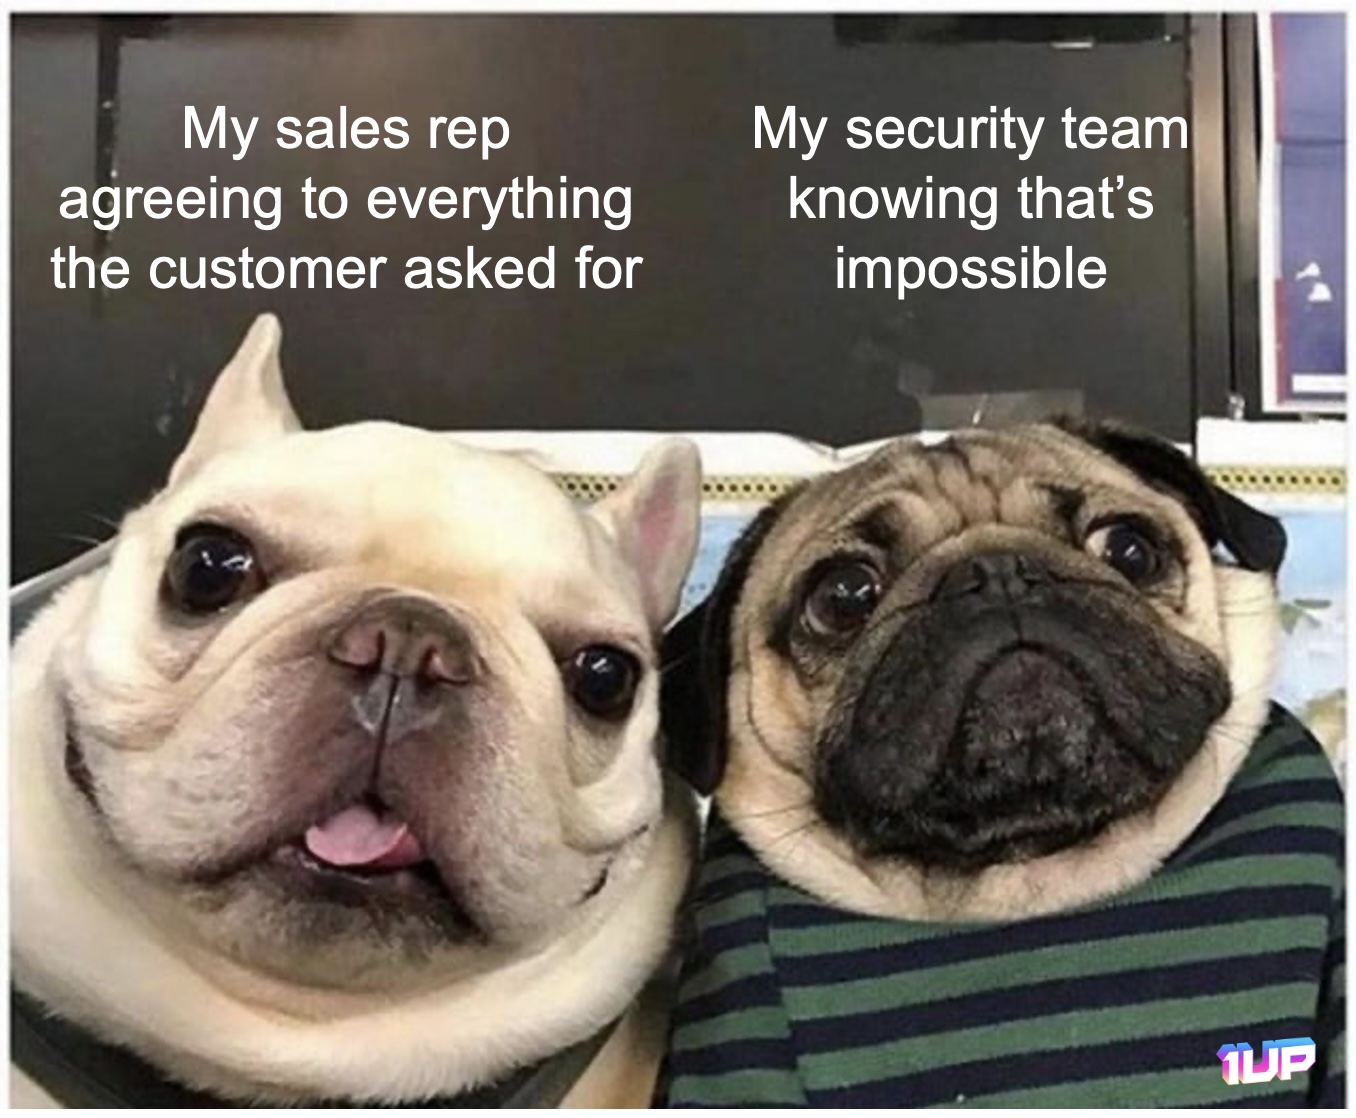 My sales rep
agreeing to everything
the customer asked for
My security team
knowing that’s
impossible
1UP